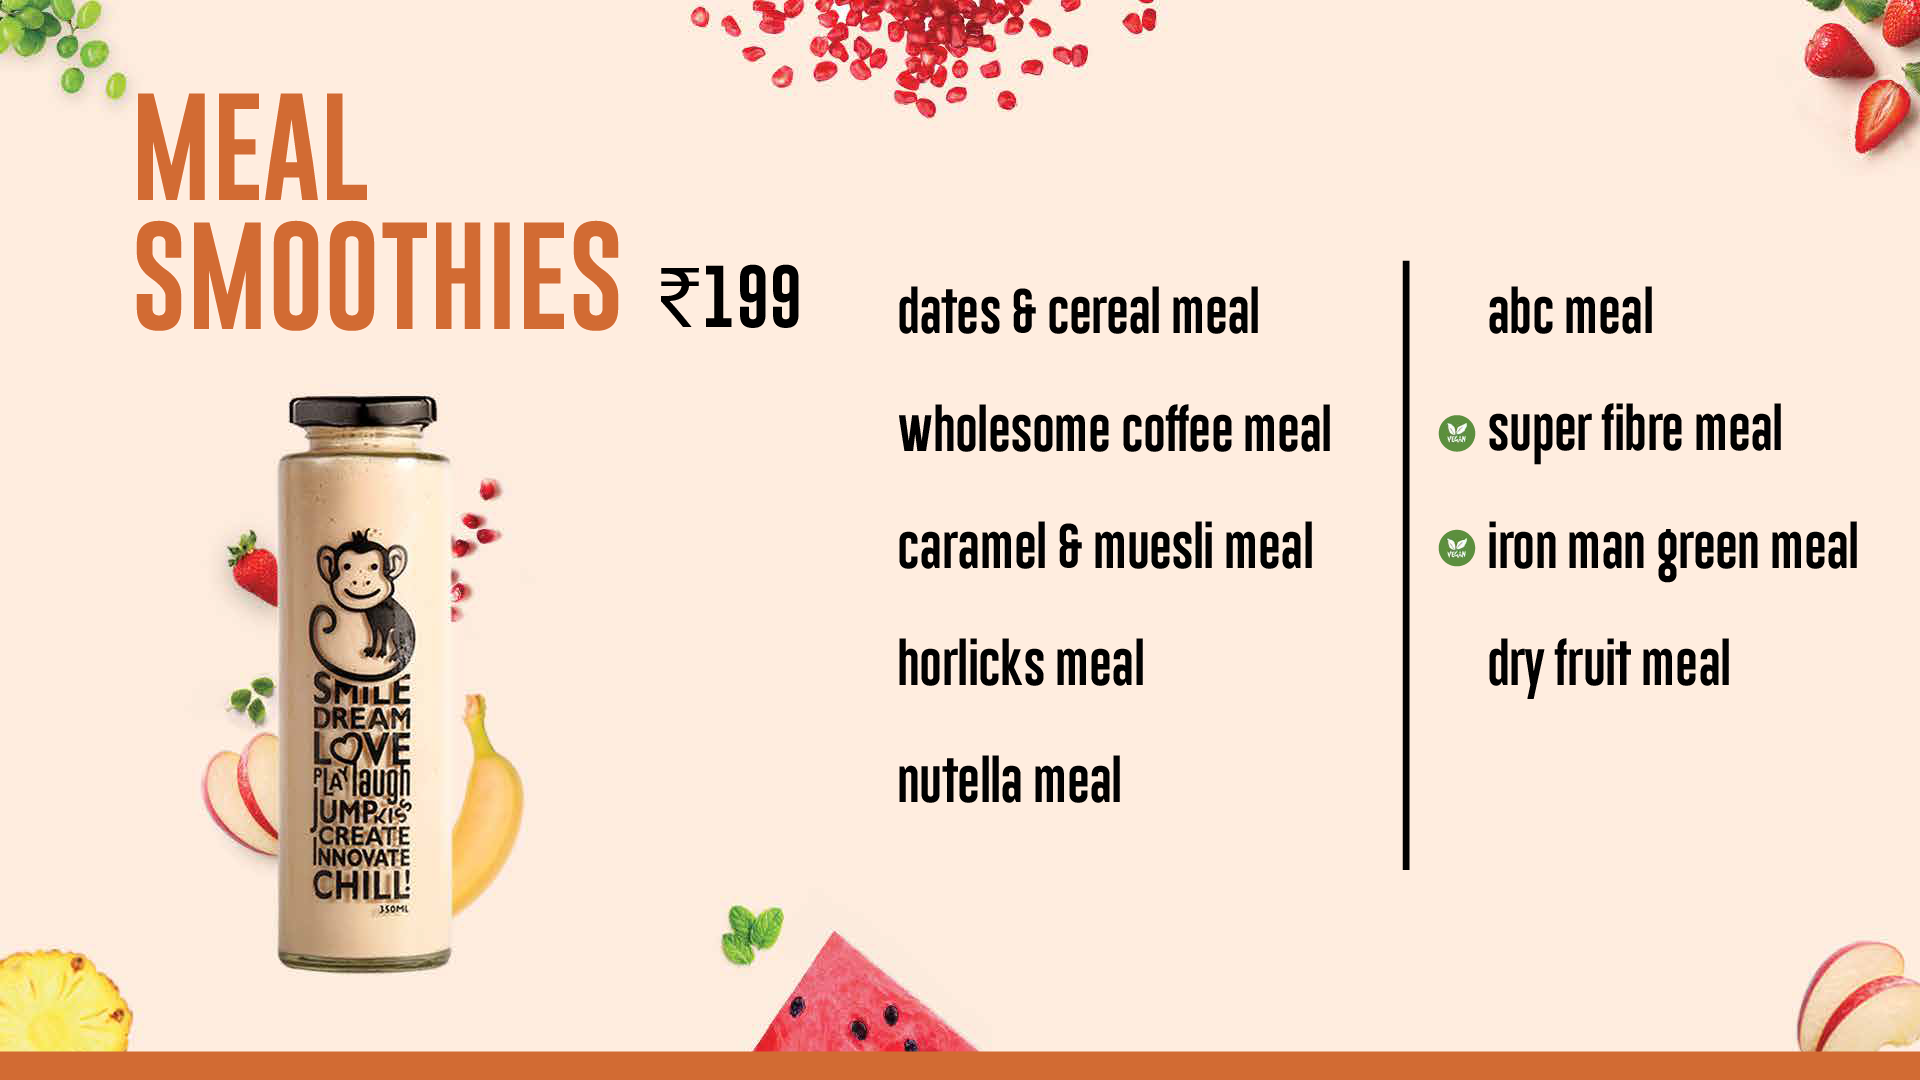 MEAL
SMOOTHIES
₹199
SMILE
DREAM
LOVE
PLAY laugh
JUMP KISS
CREATE
INNOVATE
CHILL!
350ML
dates & cereal meal
wholesome coffee meal
caramel & muesli meal
horlicks meal
nutella meal
abc meal
VEGAN
super fibre meal
VEGAN
iron man green meal
dry fruit meal